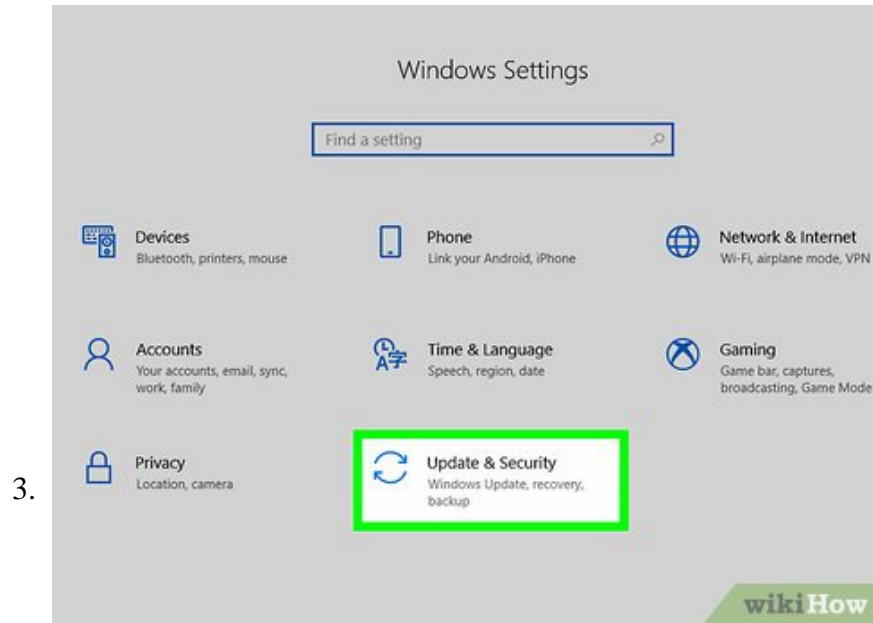 Windows Settings
Find a setting
Devices
Bluetooth, printers, mouse
Phone
Link your Android, iPhone
Network & Internet
Wi-Fi, airplane mode, VPN
Accounts
Your accounts, email, sync,
work, family
Time & Language
Speech, region, date
Gaming
Game bar, captures,
broadcasting, Game Mode
Privacy
Location, camera
Update & Security
Windows Update, recovery,
backup
3.
wikiHow